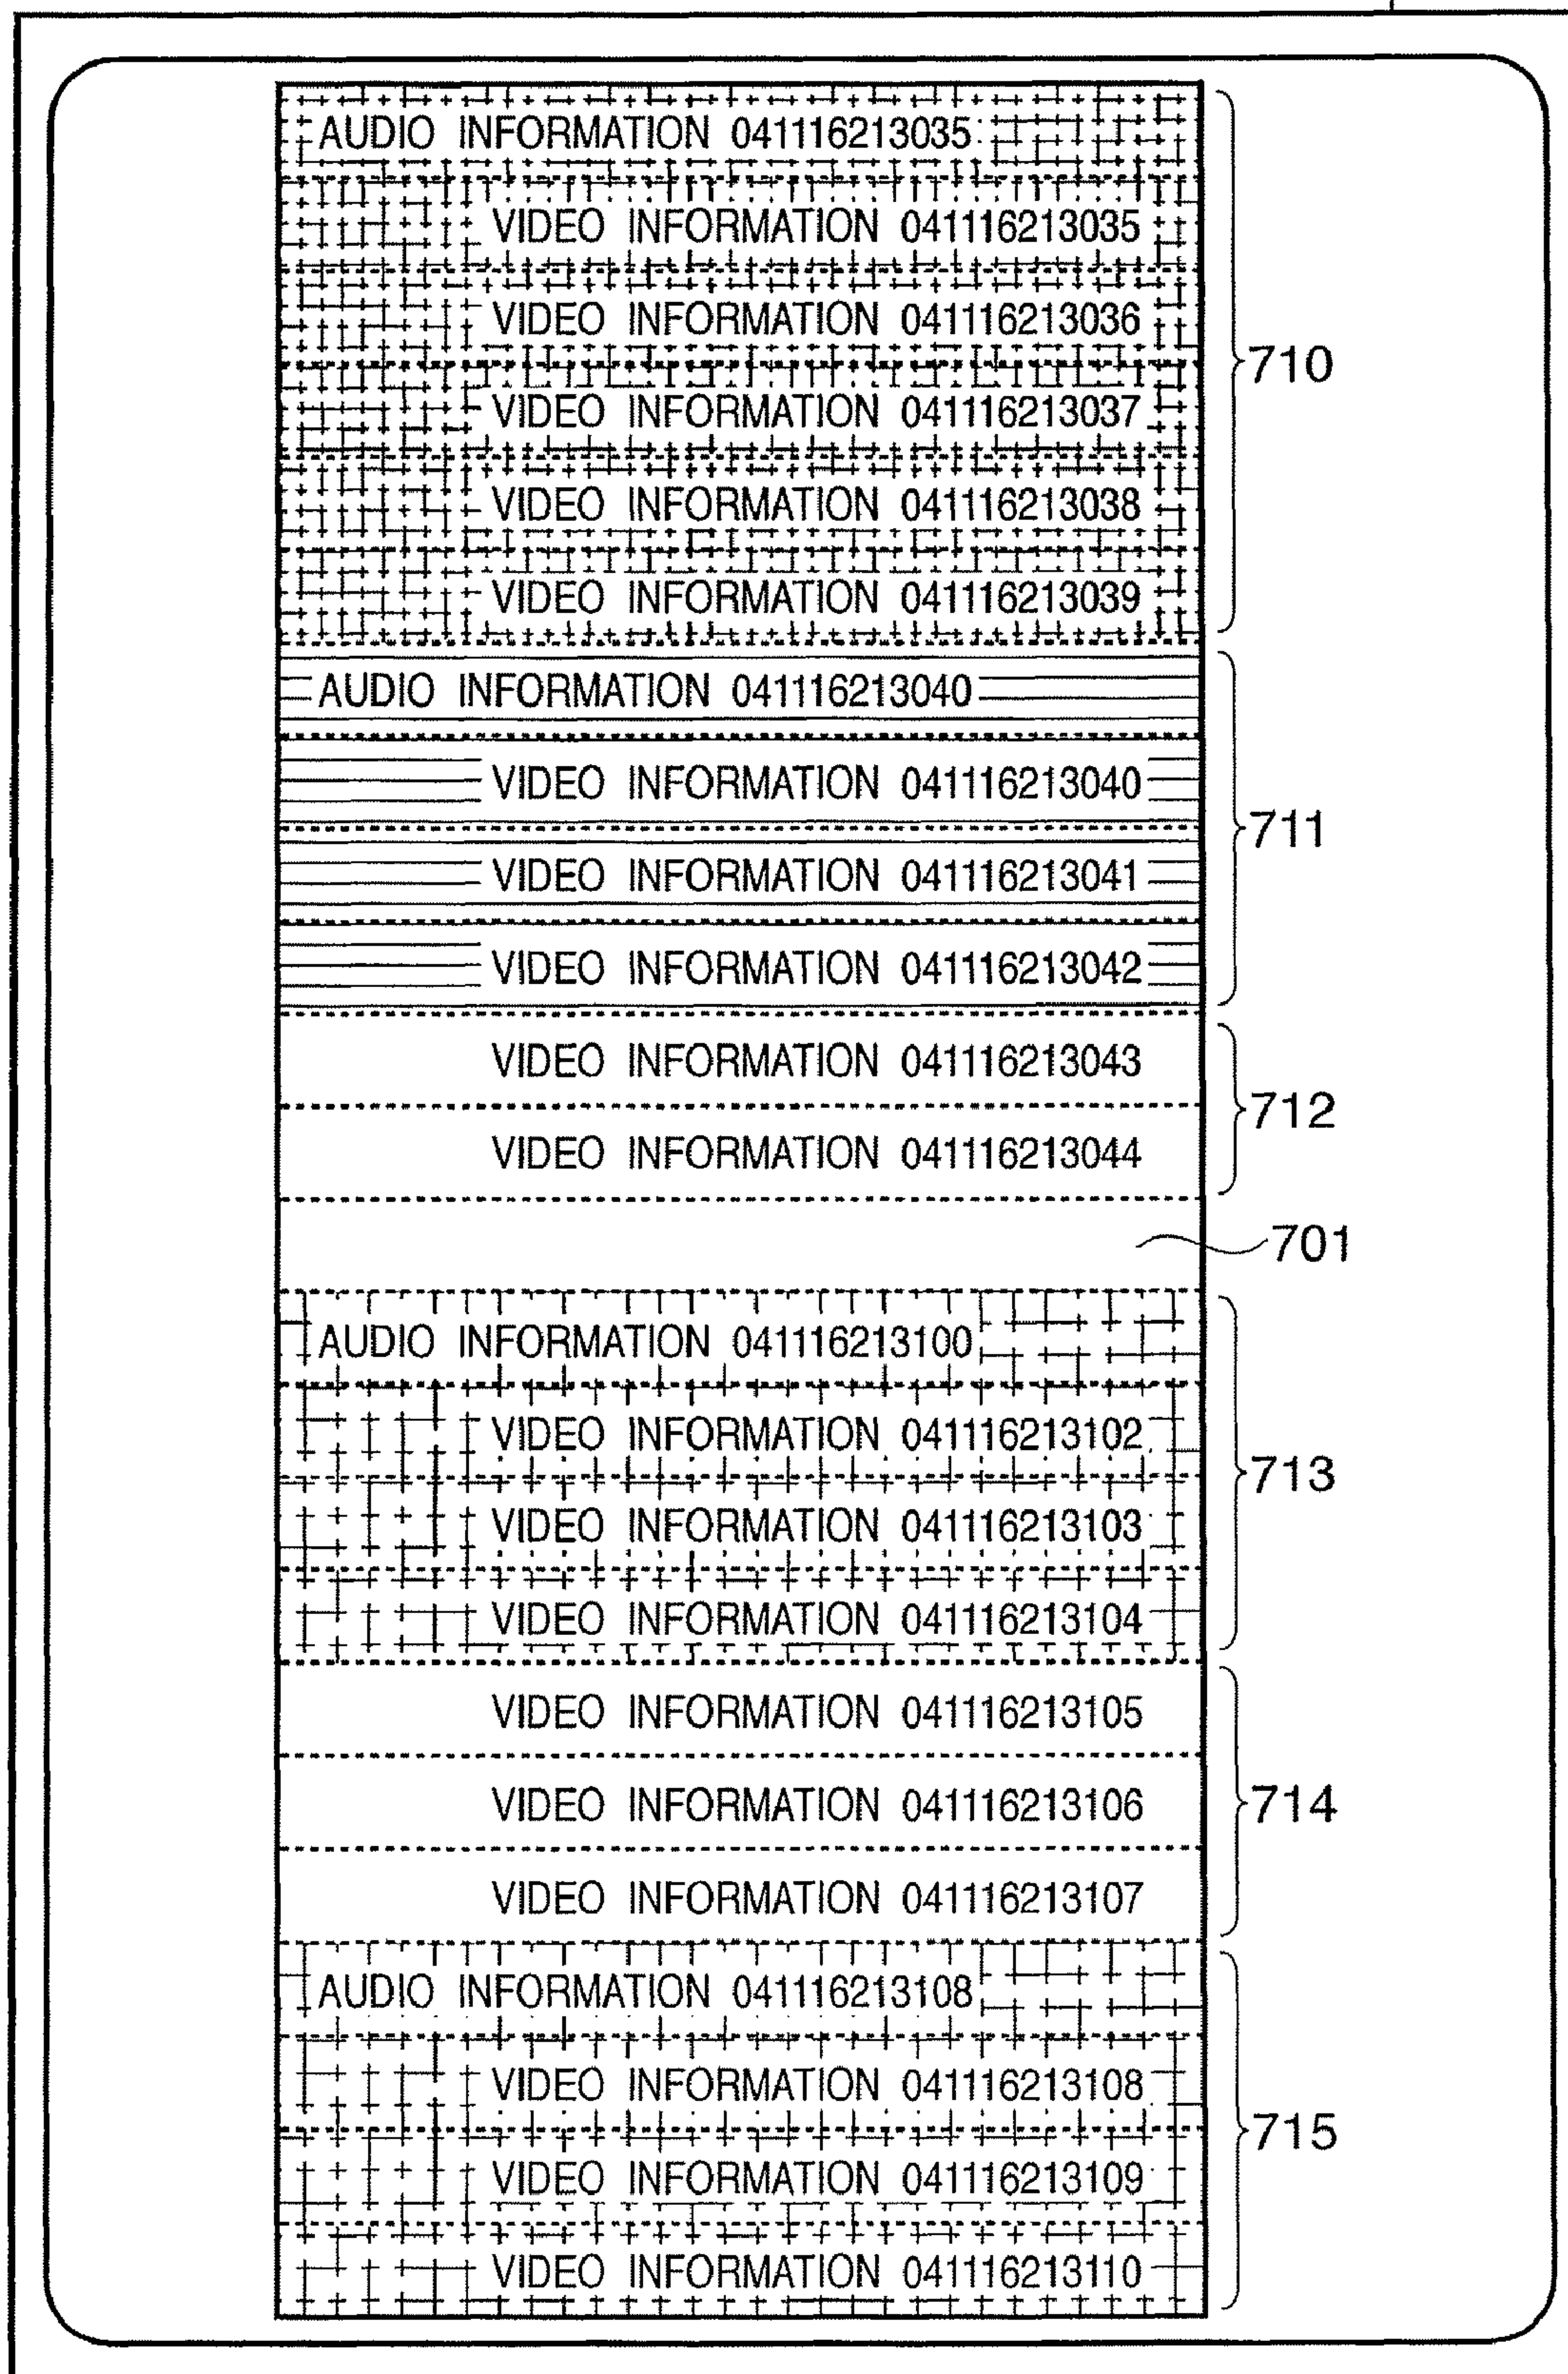 AUDIO INFORMATION 041116213035
VIDEO INFORMATION 041116213035
VIDEO INFORMATION 041116213036
710
VIDEO INFORMATION 041116213037
VIDEO INFORMATION 041116213038
VIDEO INFORMATION 041116213039
AUDIO INFORMATION 041116213040
VIDEO INFORMATION 041116213040
711
VIDEO INFORMATION 041116213041
VIDEO INFORMATION 041116213042
VIDEO INFORMATION 041116213043
712
VIDEO INFORMATION 041116213044
701
AUDIO INFORMATION 041116213100
VIDEO INFORMATION 041116213102
713
VIDEO INFORMATION 041116213103
VIDEO INFORMATION 041116213104
VIDEO INFORMATION 041116213105
VIDEO INFORMATION 041116213106
714
VIDEO INFORMATION 041116213107
AUDIO INFORMATION 041116213108
VIDEO INFORMATION 041116213108
715
VIDEO INFORMATION 041116213109
VIDEO INFORMATION 041116213110